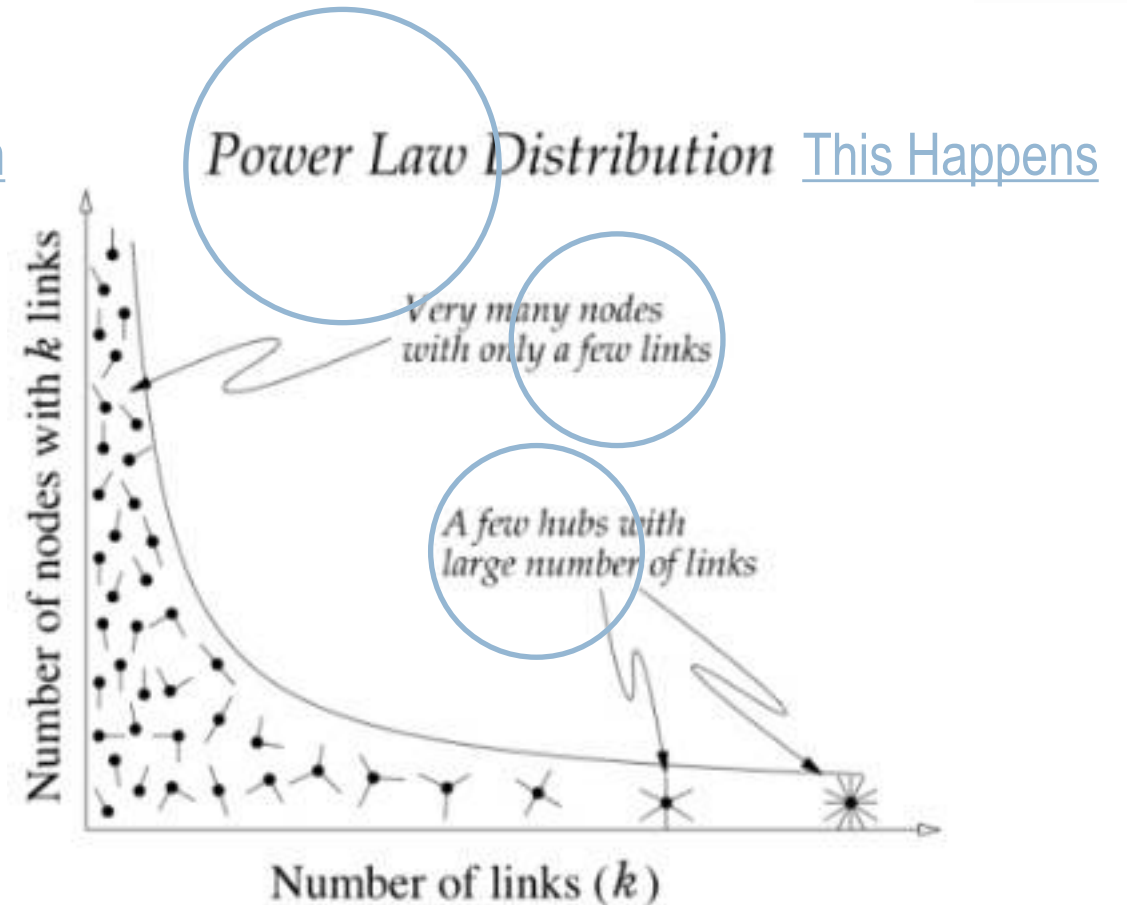 Power Law Distribution This Happens
Very many nodes
with only a few links
A few hubs with
large number of links
Number of nodes with k links
Number of links (k)